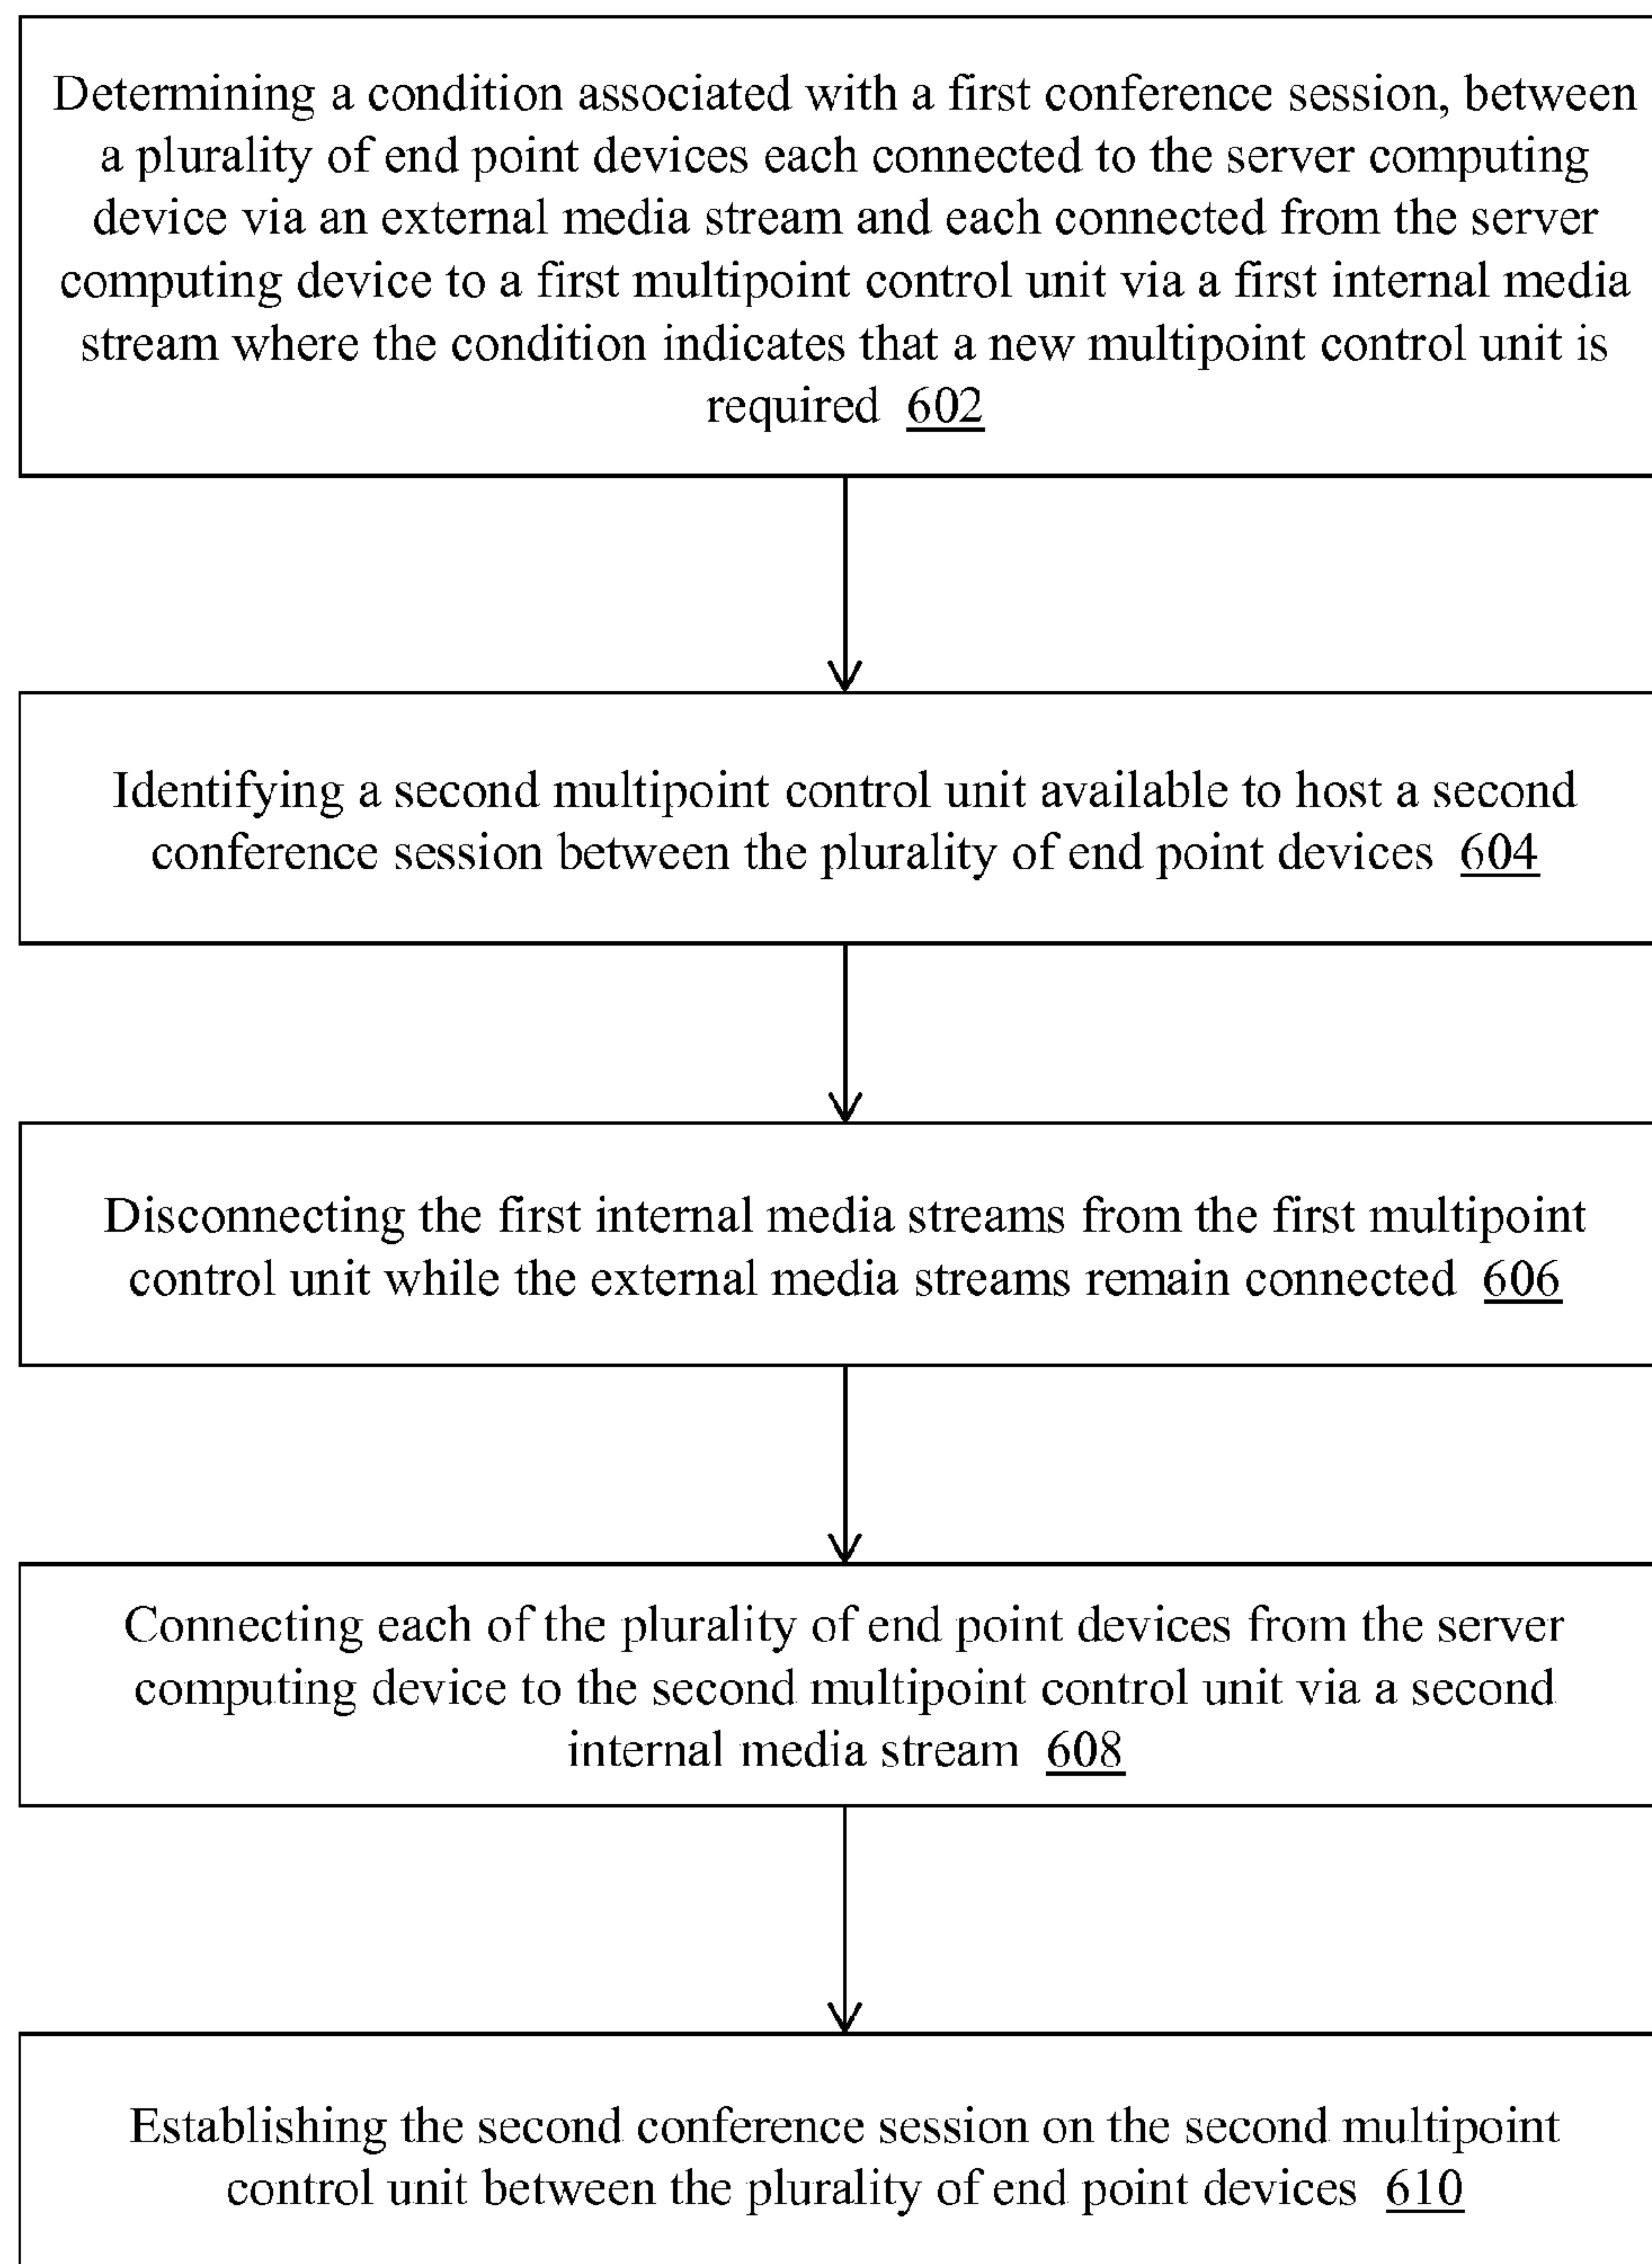 Determining a condition associated with a first conference session, between
a plurality of end point devices each connected to the server computing
device via an external media stream and each connected from the server
computing device to a first multipoint control unit via a first internal media
stream where the condition indicates that a new multipoint control unit is
required 602
Identifying a second multipoint control unit available to host a second
conference session between the plurality of end point devices 604
Disconnecting the first internal media streams from the first multipoint
control unit while the external media streams remain connected 606
Connecting each of the plurality of end point devices from the server
computing device to the second multipoint control unit via a second
internal media stream 608
Establishing the second conference session on the second multipoint
control unit between the plurality of end point devices 610